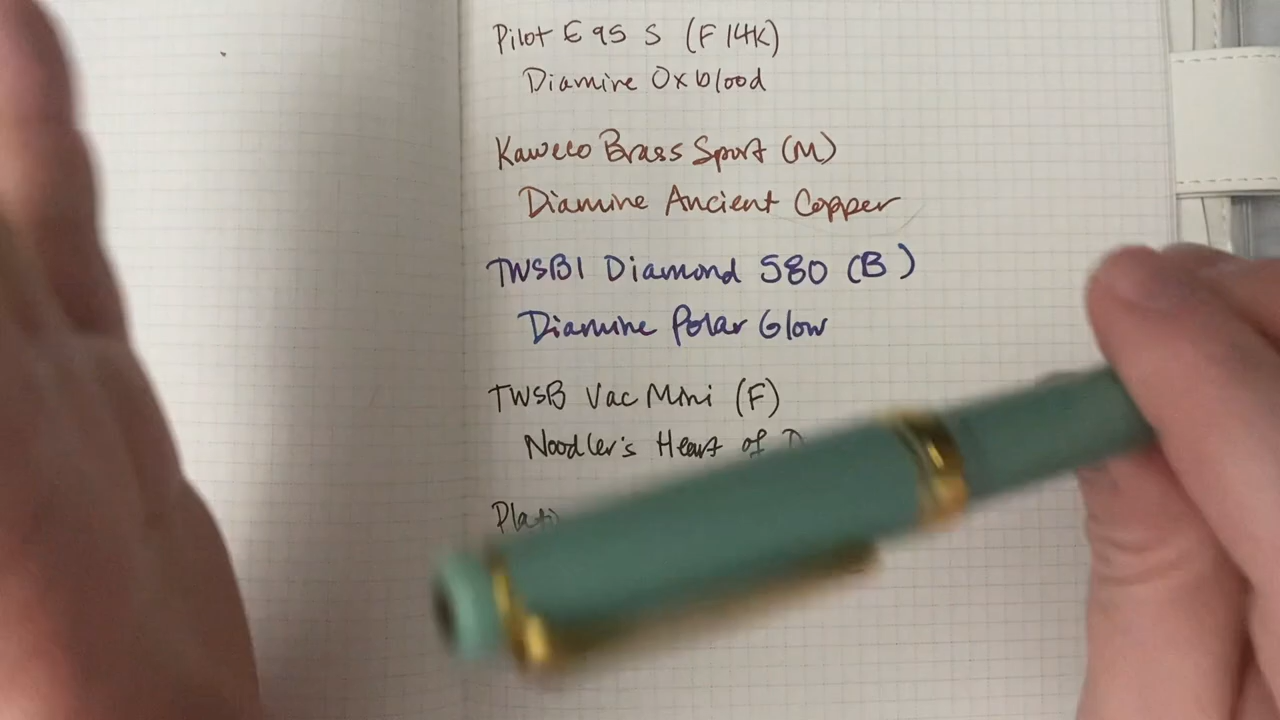 Pilot E95 S (F 14K)
Diamine Oxblood
Kaweco Brass Sport (M)
Diamine Ancient Copper
TWSBI Diamond 580 (B)
Diamine Polar Glow
TWSB Vac Mini (F)
Noodler's Heart of